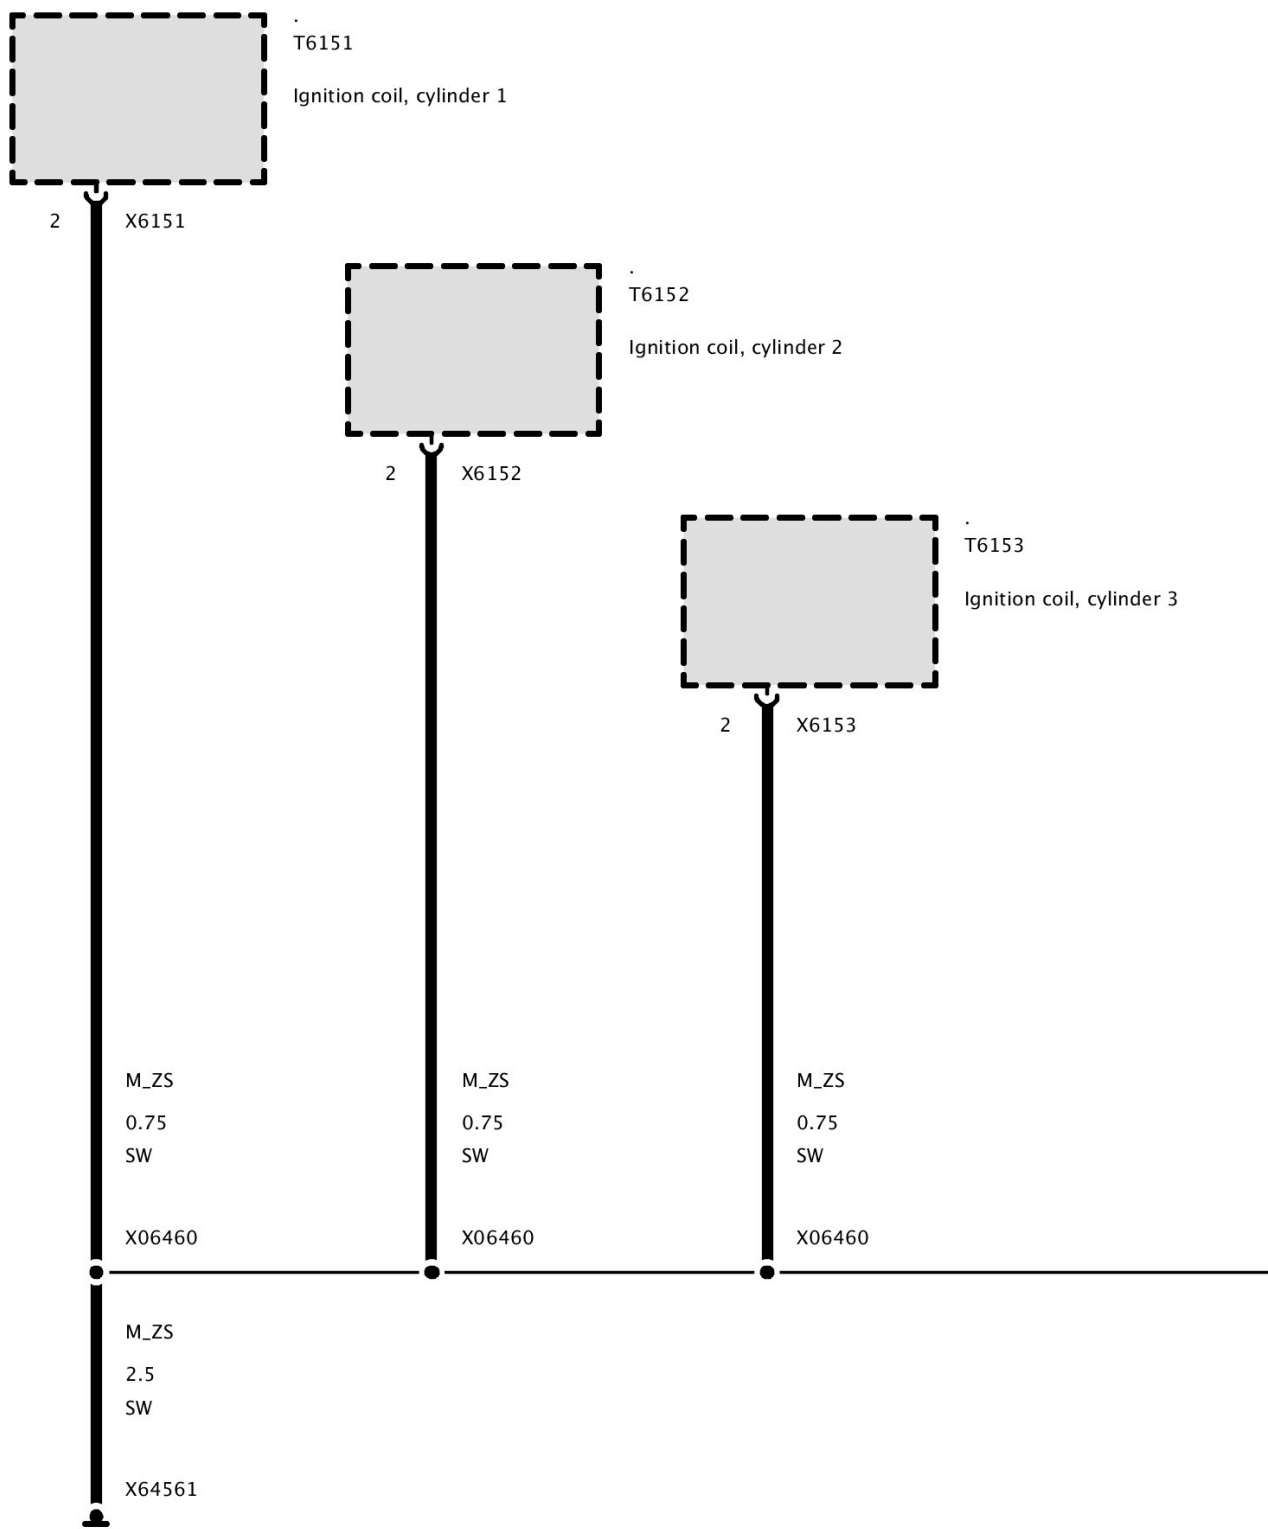 .
T6151
Ignition coil, cylinder 1
2 X6151
.
T6152
Ignition coil, cylinder 2
2 X6152
.
T6153
Ignition coil, cylinder 3
2 X6153
M_ZS M_ZS M_ZS
0.75 0.75 0.75
SW SW SW
X06460 X06460 X06460
M_ZS
2.5
SW
X64561